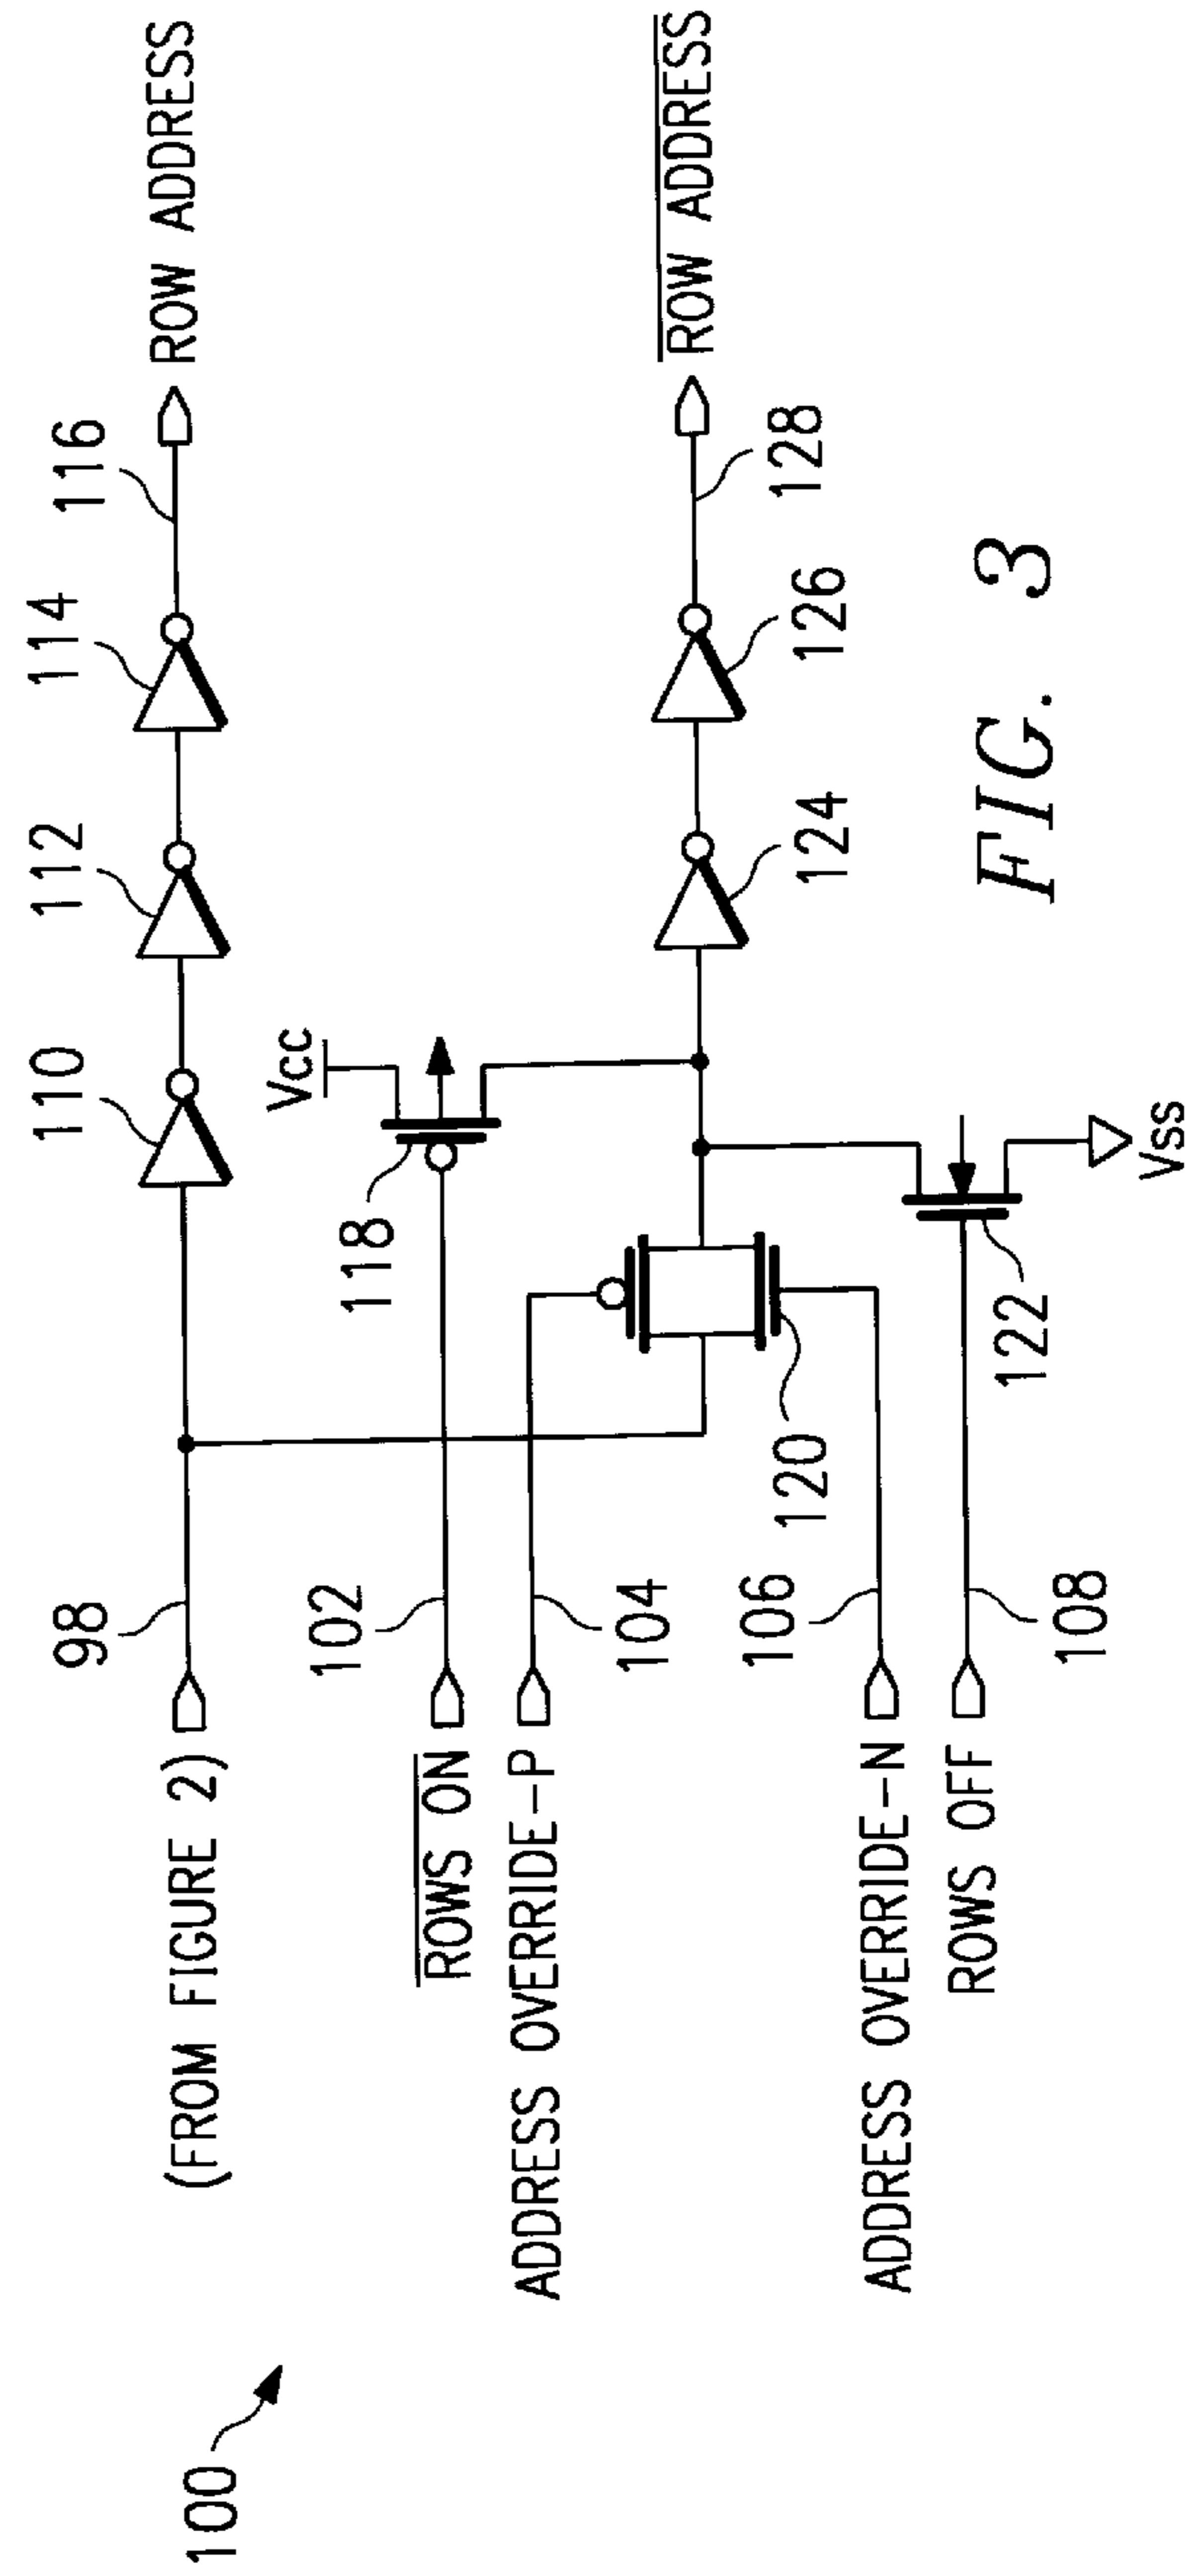 100
(FROM FIGURE 2)
98
110
112
114
116
ROW ADDRESS
ROWS ON
102
118
Vcc
ADDRESS OVERRIDE-P
104
120
124
126
128
ROW ADDRESS
ADDRESS OVERRIDE-N
106
ROWS OFF
108
122
Vss
FIG. 3